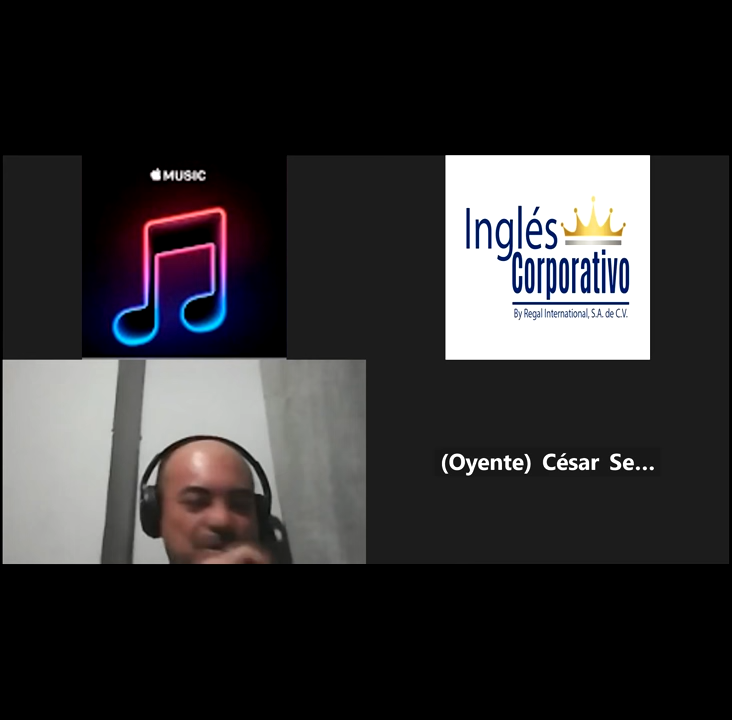 MUSIC
Inglés
Corporativo
By Regal International, S.A. de C.V.
(Oyente) César Se...